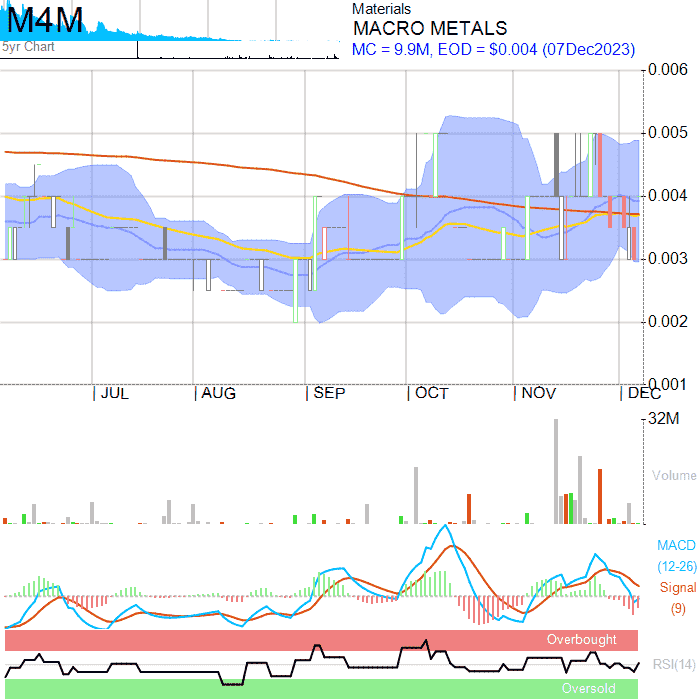 M4M
5yr Chart
Materials
MACRO METALS
MC = 9.9M, EOD = $0.004 (07Dec2023)
0.006
0.005
0.004
0.003
0.002
0.001
JUL AUG SEP OCT NOV DEC
32M
Volume
MACD
(12-26)
Signal
(9)
Overbought
RSI(14)
Oversold